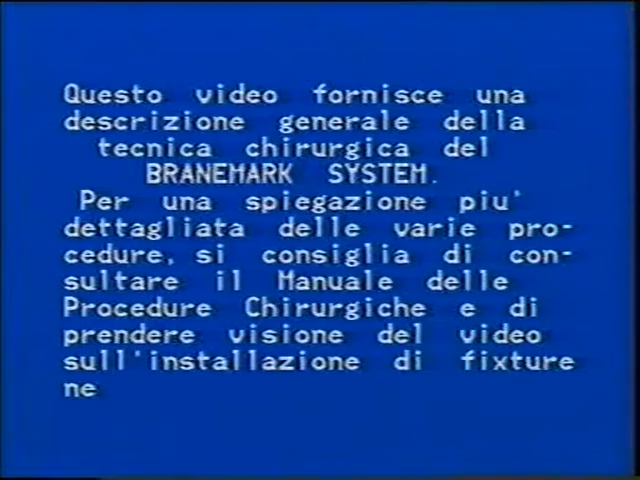 Questo video fornisce una
descrizione generale della
tecnica chirurgica del
BRANEMARK SYSTEM.
Per una spiegazione piu'
dettagliata delle varie pro-
cedure, si consiglia di con-
sultare il Manuale delle
Procedure Chirurgiche e di
prendere visione del video
sull'installazione di fixture
ne